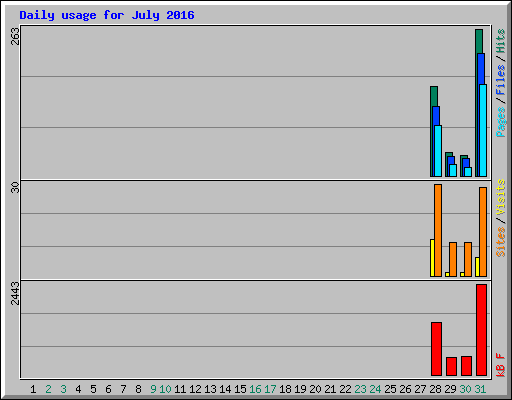 Daily usage for July 2016
263
Pages/Files/Hits
30
Sites/Visits
2443
kB F
1 2 3 4 5 6 7 8 9 10 11 12 13 14 15 16 17 18 19 20 21 22 23 24 25 26 27 28 29 30 31